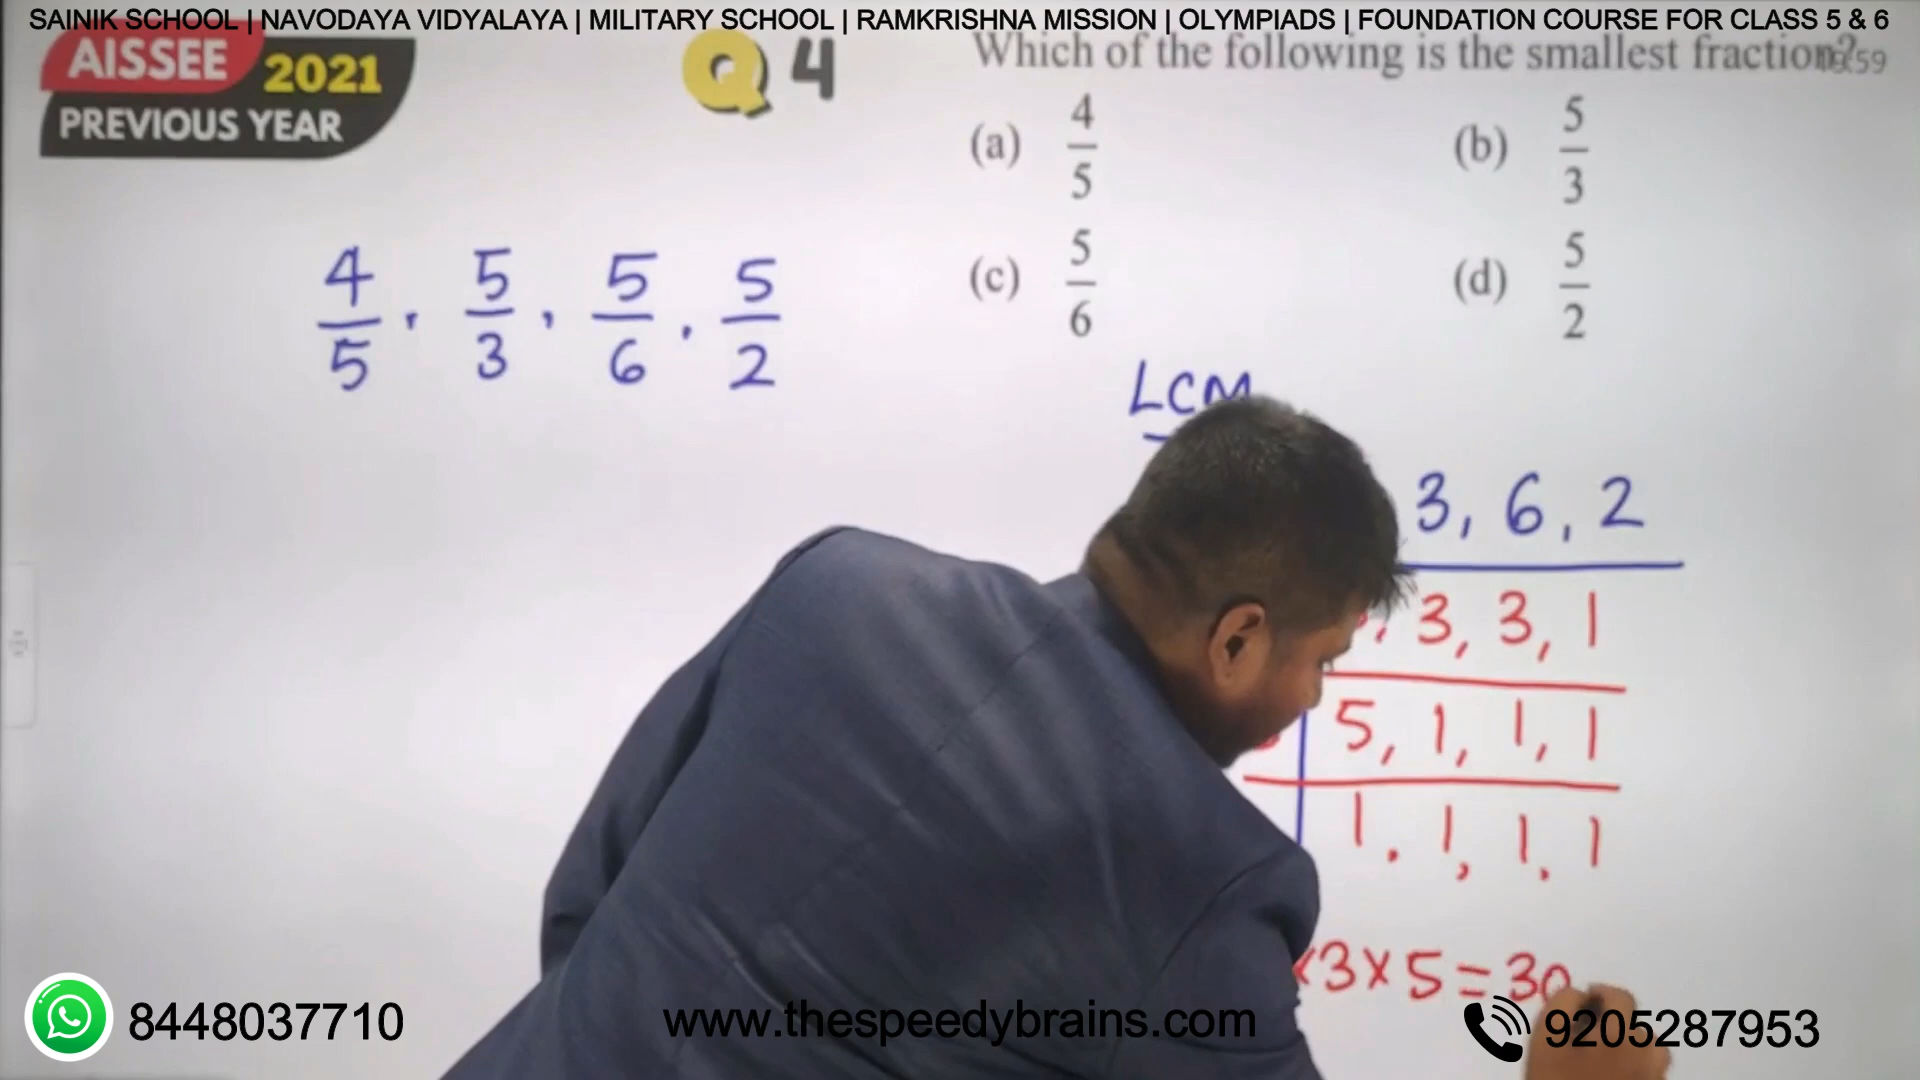 SAINIK SCHOOL | NAVODAYA VIDYALAYA | MILITARY SCHOOL | RAMKRISHNA MISSION | OLYMPIADS | FOUNDATION COURSE FOR CLASS 5 & 6
AISSEE 2021
PREVIOUS YEAR
Q 4
Which of the following is the smallest fraction?
(a) 4/5 (b) 5/3
(c) 5/6 (d) 5/2
4/5, 5/3, 5/6, 5/2
LCM
3, 6, 2
3, 3, 1
5, 1, 1, 1
1, 1, 1, 1
×3×5=30
8448037710
www.thespeedybrains.com
9205287953